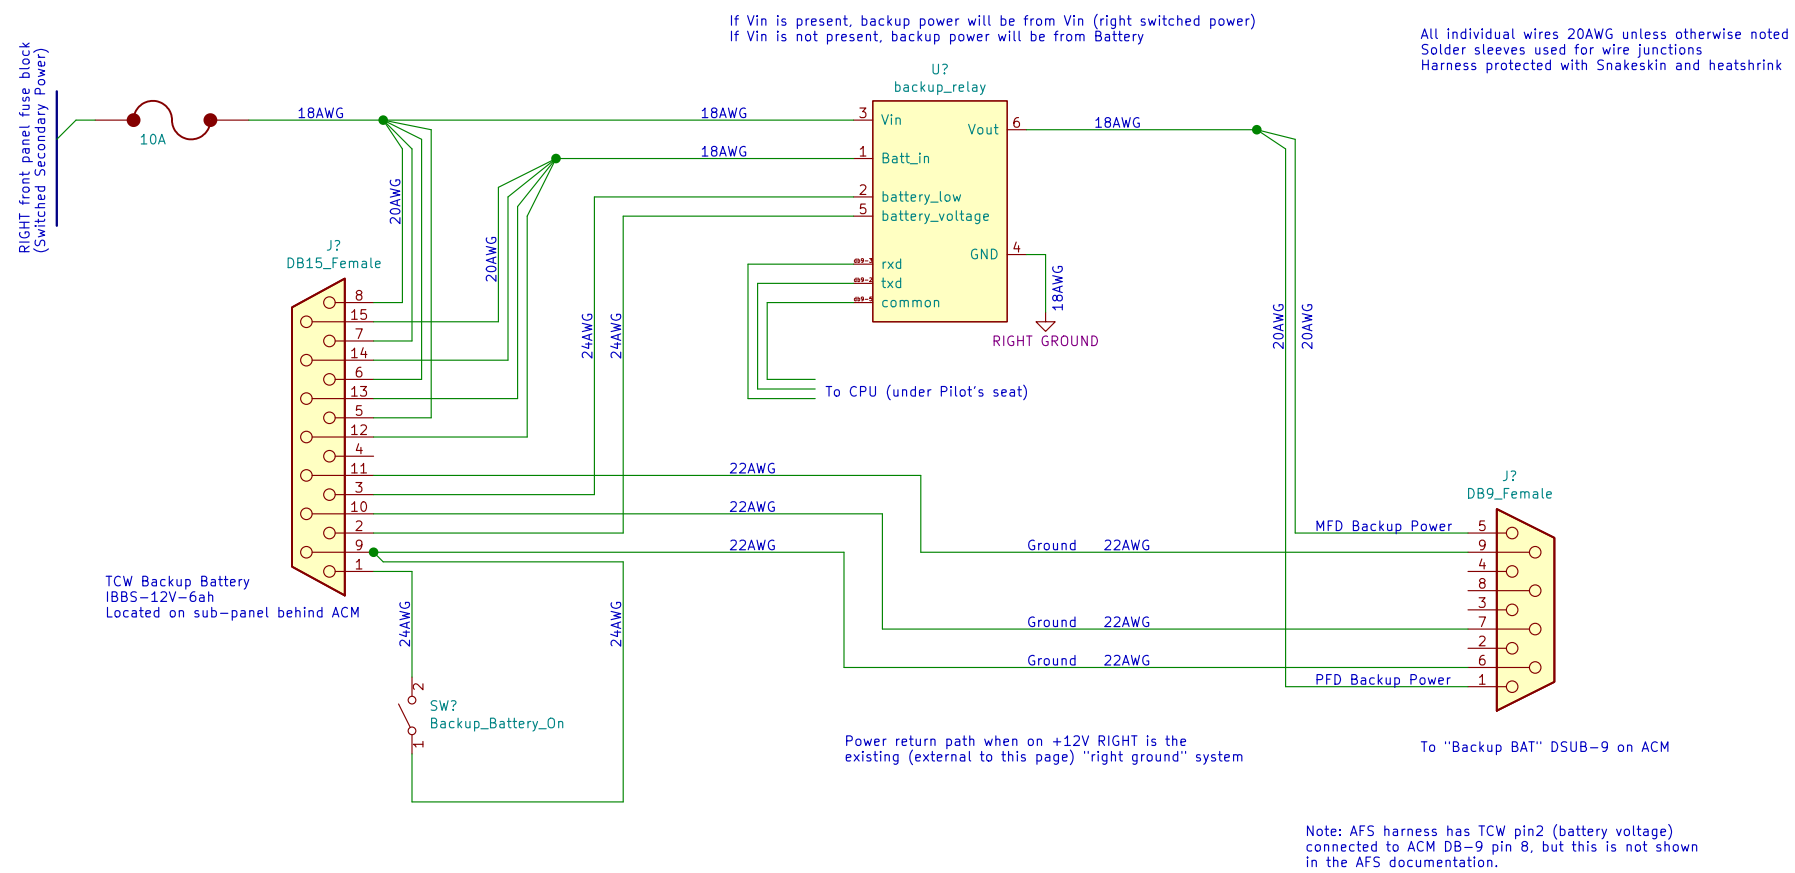 If Vin is present, backup power will be from Vin (right switched power)
If Vin is not present, backup power will be from Battery
All individual wires 20AWG unless otherwise noted
Solder sleeves used for wire junctions
Harness protected with Snakeskin and heatshrink
RIGHT front panel fuse block
(Switched Secondary Power)
10A
18AWG
18AWG
18AWG
20AWG
20AWG
U?
backup_relay
3 Vin
1 Batt_in
2 battery_low
5 battery_voltage
db9-3 rxd
db9-2 txd
db9-5 common
Vout 6
GND 4
18AWG
18AWG
RIGHT GROUND
To CPU (under Pilot's seat)
24AWG
24AWG
20AWG
20AWG
J?
DB15_Female
8
15
7
14
6
13
5
12
4
11
3
10
2
9
1
22AWG
22AWG
22AWG
TCW Backup Battery
IBBS-12V-6ah
Located on sub-panel behind ACM
24AWG
24AWG
2
SW?
Backup_Battery_On
1
J?
DB9_Female
MFD Backup Power 5
Ground 22AWG 9
4
8
3
Ground 22AWG 7
2
Ground 22AWG 6
PFD Backup Power 1
Power return path when on +12V RIGHT is the
existing (external to this page) "right ground" system
To "Backup BAT" DSUB-9 on ACM
Note: AFS harness has TCW pin2 (battery voltage)
connected to ACM DB-9 pin 8, but this is not shown
in the AFS documentation.